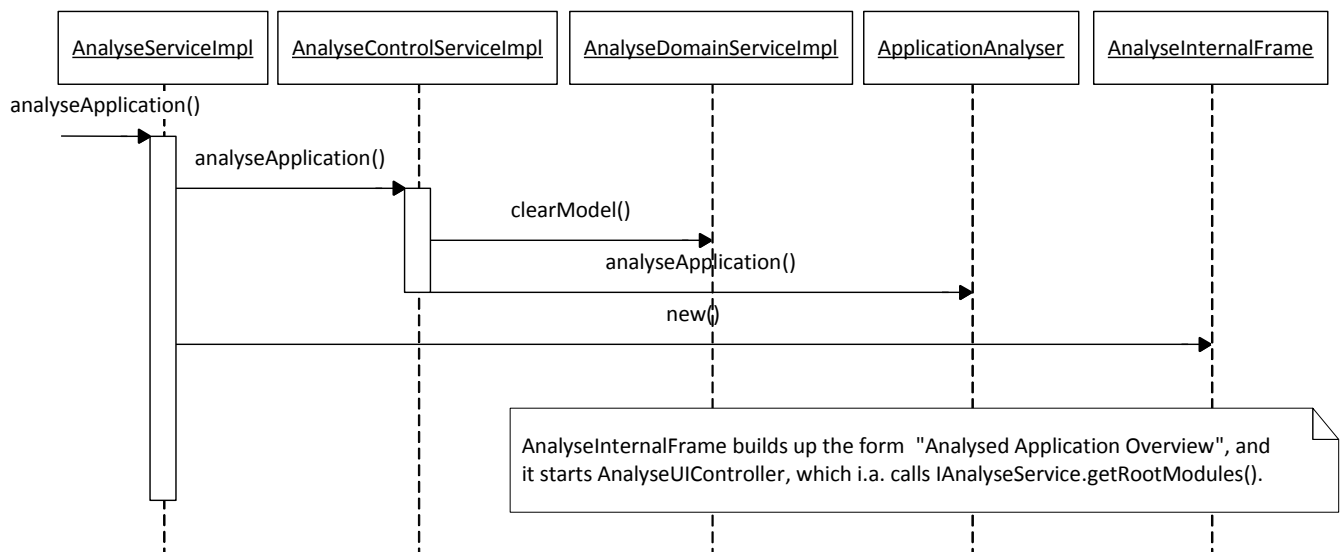 AnalyseServiceImpl
AnalyseControlServiceImpl
AnalyseDomainServiceImpl
ApplicationAnalyser
AnalyseInternalFrame
analyseApplication()
analyseApplication()
clearModel()
analyseApplication()
new()
AnalyseInternalFrame builds up the form "Analysed Application Overview", and
it starts AnalyseUIController, which i.a. calls IAnalyseService.getRootModules().